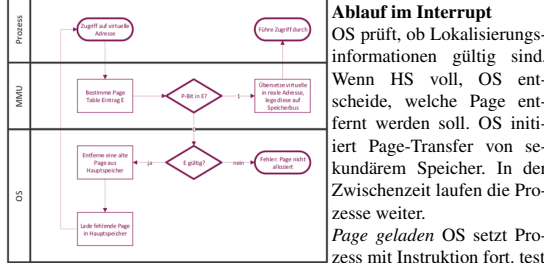 Prozess
Zugriff auf virtuelle
Adresse
Führe Zugriff durch
MMU
Bestimme Page
Table Eintrag E
P-Bit in E?
1
Übersetze virtuelle
in reale Adresse,
lege diese auf
Speicherbus
0
OS
Entferne eine alte
Page aus
Hauptspeicher
ja
E gültig?
nein
Fehler: Page nicht
alloziert
Lade fehlende Page
in Hauptspeicher
Ablauf im Interrupt
OS prüft, ob Lokalisierungs-
informationen gültig sind.
Wenn HS voll, OS ent-
scheide, welche Page ent-
fernt werden soll. OS initi-
iert Page-Transfer von se-
kundärem Speicher. In der
Zwischenzeit laufen die Pro-
zesse weiter.
Page geladen OS setzt Pro-
zess mit Instruktion fort, test